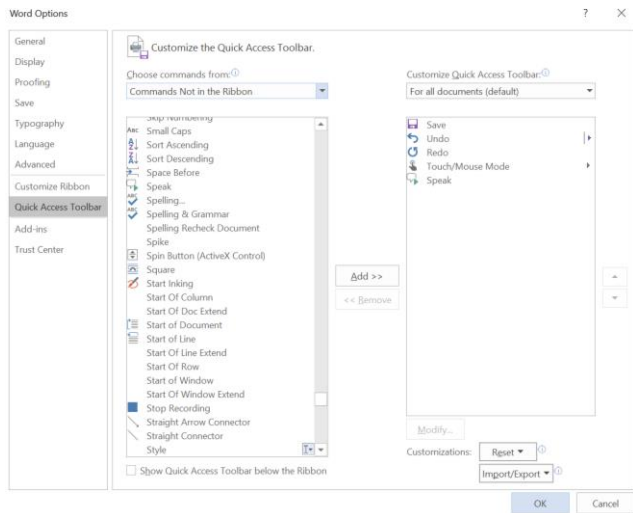 Word Options
?
General
Display
Proofing
Save
Typography
Language
Advanced
Customize Ribbon
Quick Access Toolbar
Add-ins
Trust Center
Customize the Quick Access Toolbar.
Choose commands from:
Commands Not in the Ribbon
Skip Numbering
Small Caps
Sort Ascending
Sort Descending
Space Before
Speak
Spelling...
Spelling & Grammar
Spelling Recheck Document
Spike
Spin Button (ActiveX Control)
Square
Start Inking
Start Of Column
Start Of Doc Extend
Start of Document
Start of Line
Start Of Line Extend
Start Of Row
Start of Window
Start Of Window Extend
Stop Recording
Straight Arrow Connector
Straight Connector
Style
Show Quick Access Toolbar below the Ribbon
Add >>
<< Remove
Customize Quick Access Toolbar:
For all documents (default)
Save
Undo
Redo
Touch/Mouse Mode
Speak
Modify...
Customizations:
Reset
Import/Export
OK
Cancel